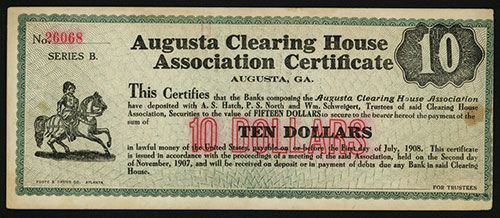 No. 26068
SERIES B.
Augusta Clearing House
Association Certificate
10
AUGUSTA, GA.
This Certifies that the Banks composing the Augusta Clearing House Association
have deposited with A. S. Hatch, P. S. North and Wm. Schweigert, Trustees of said Clearing House
Association, Securities to the value of FIFTEEN DOLLARS to secure to the bearer hereof the payment of the
sum of
TEN DOLLARS
10 DOLLARS
in lawful money of the United States, payable on or before the First day of July, 1908. This certificate
is issued in accordance with the proceedings of a meeting of the said Association, held on the Second day
of November, 1907, and will be received on deposit or in payment of debts due any Bank in said Clearing
House.
FOOTE & DAVIES CO. ATLANTA.
FOR TRUSTEES